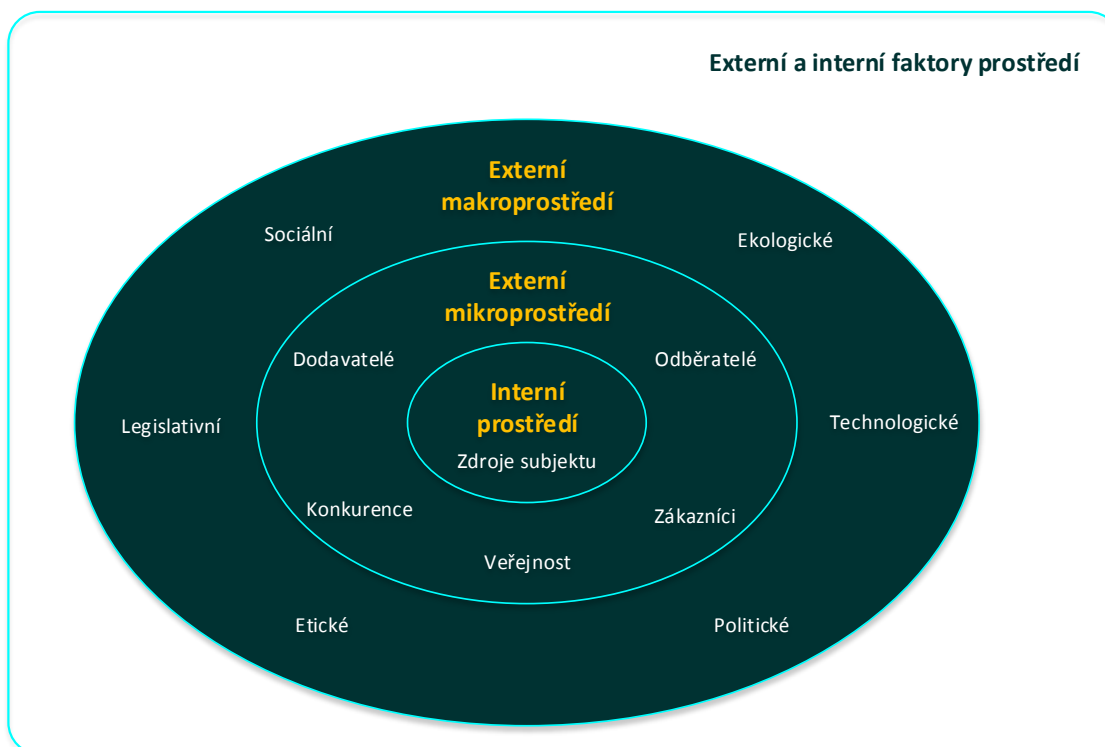 Externí a interní faktory prostředí
Externí
makroprostředí
Sociální
Ekologické
Externí
mikroprostředí
Dodavatelé
Odběratelé
Interní
prostředí
Legislativní
Technologické
Zdroje subjektu
Konkurence
Zákazníci
Veřejnost
Etické
Politické